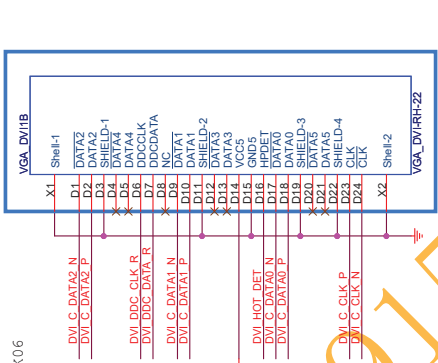 VGA_DVI1B
Shell-1
DATA2
DATA2
SHIELD-1
DATA4
DATA4
DDCCLK
DDCDATA
NC
DATA1
DATA1
SHIELD-2
DATA3
DATA3
VCC5
GND5
HPDET
DATA0
DATA0
SHIELD-3
DATA5
DATA5
SHIELD-4
CLK
CLK
Shell-2
VGA_DVI-RH-22
X1
D1
D2
D3
D4
D5
D6
D7
D8
D9
D10
D11
D12
D13
D14
D15
D16
D17
D18
D19
D20
D21
D22
D23
D24
X2
DVI_C_DATA2_N
DVI_C_DATA2_P
DVI_DDC_CLK_R
DVI_DDC_DATA_R
DVI_C_DATA1_N
DVI_C_DATA1_P
DVI_HOT_DET
DVI_C_DATA0_N
DVI_C_DATA0_P
DVI_C_CLK_P
DVI_C_CLK_N